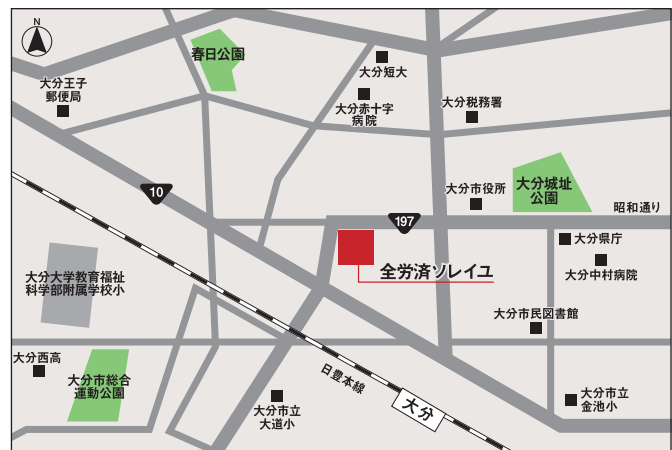 N
春日公園
大分短大
大分王子
郵便局
大分赤十字
病院
大分税務署
10
大分市役所
大分城址
公園
197
昭和通り
大分県庁
大分中村病院
全労済ソレイユ
大分大学教育福祉
科学部附属学校小
大分市民図書館
大分西高
大分市総合
運動公園
日豊本線
大分
大分市立
大道小
大分市立
金池小